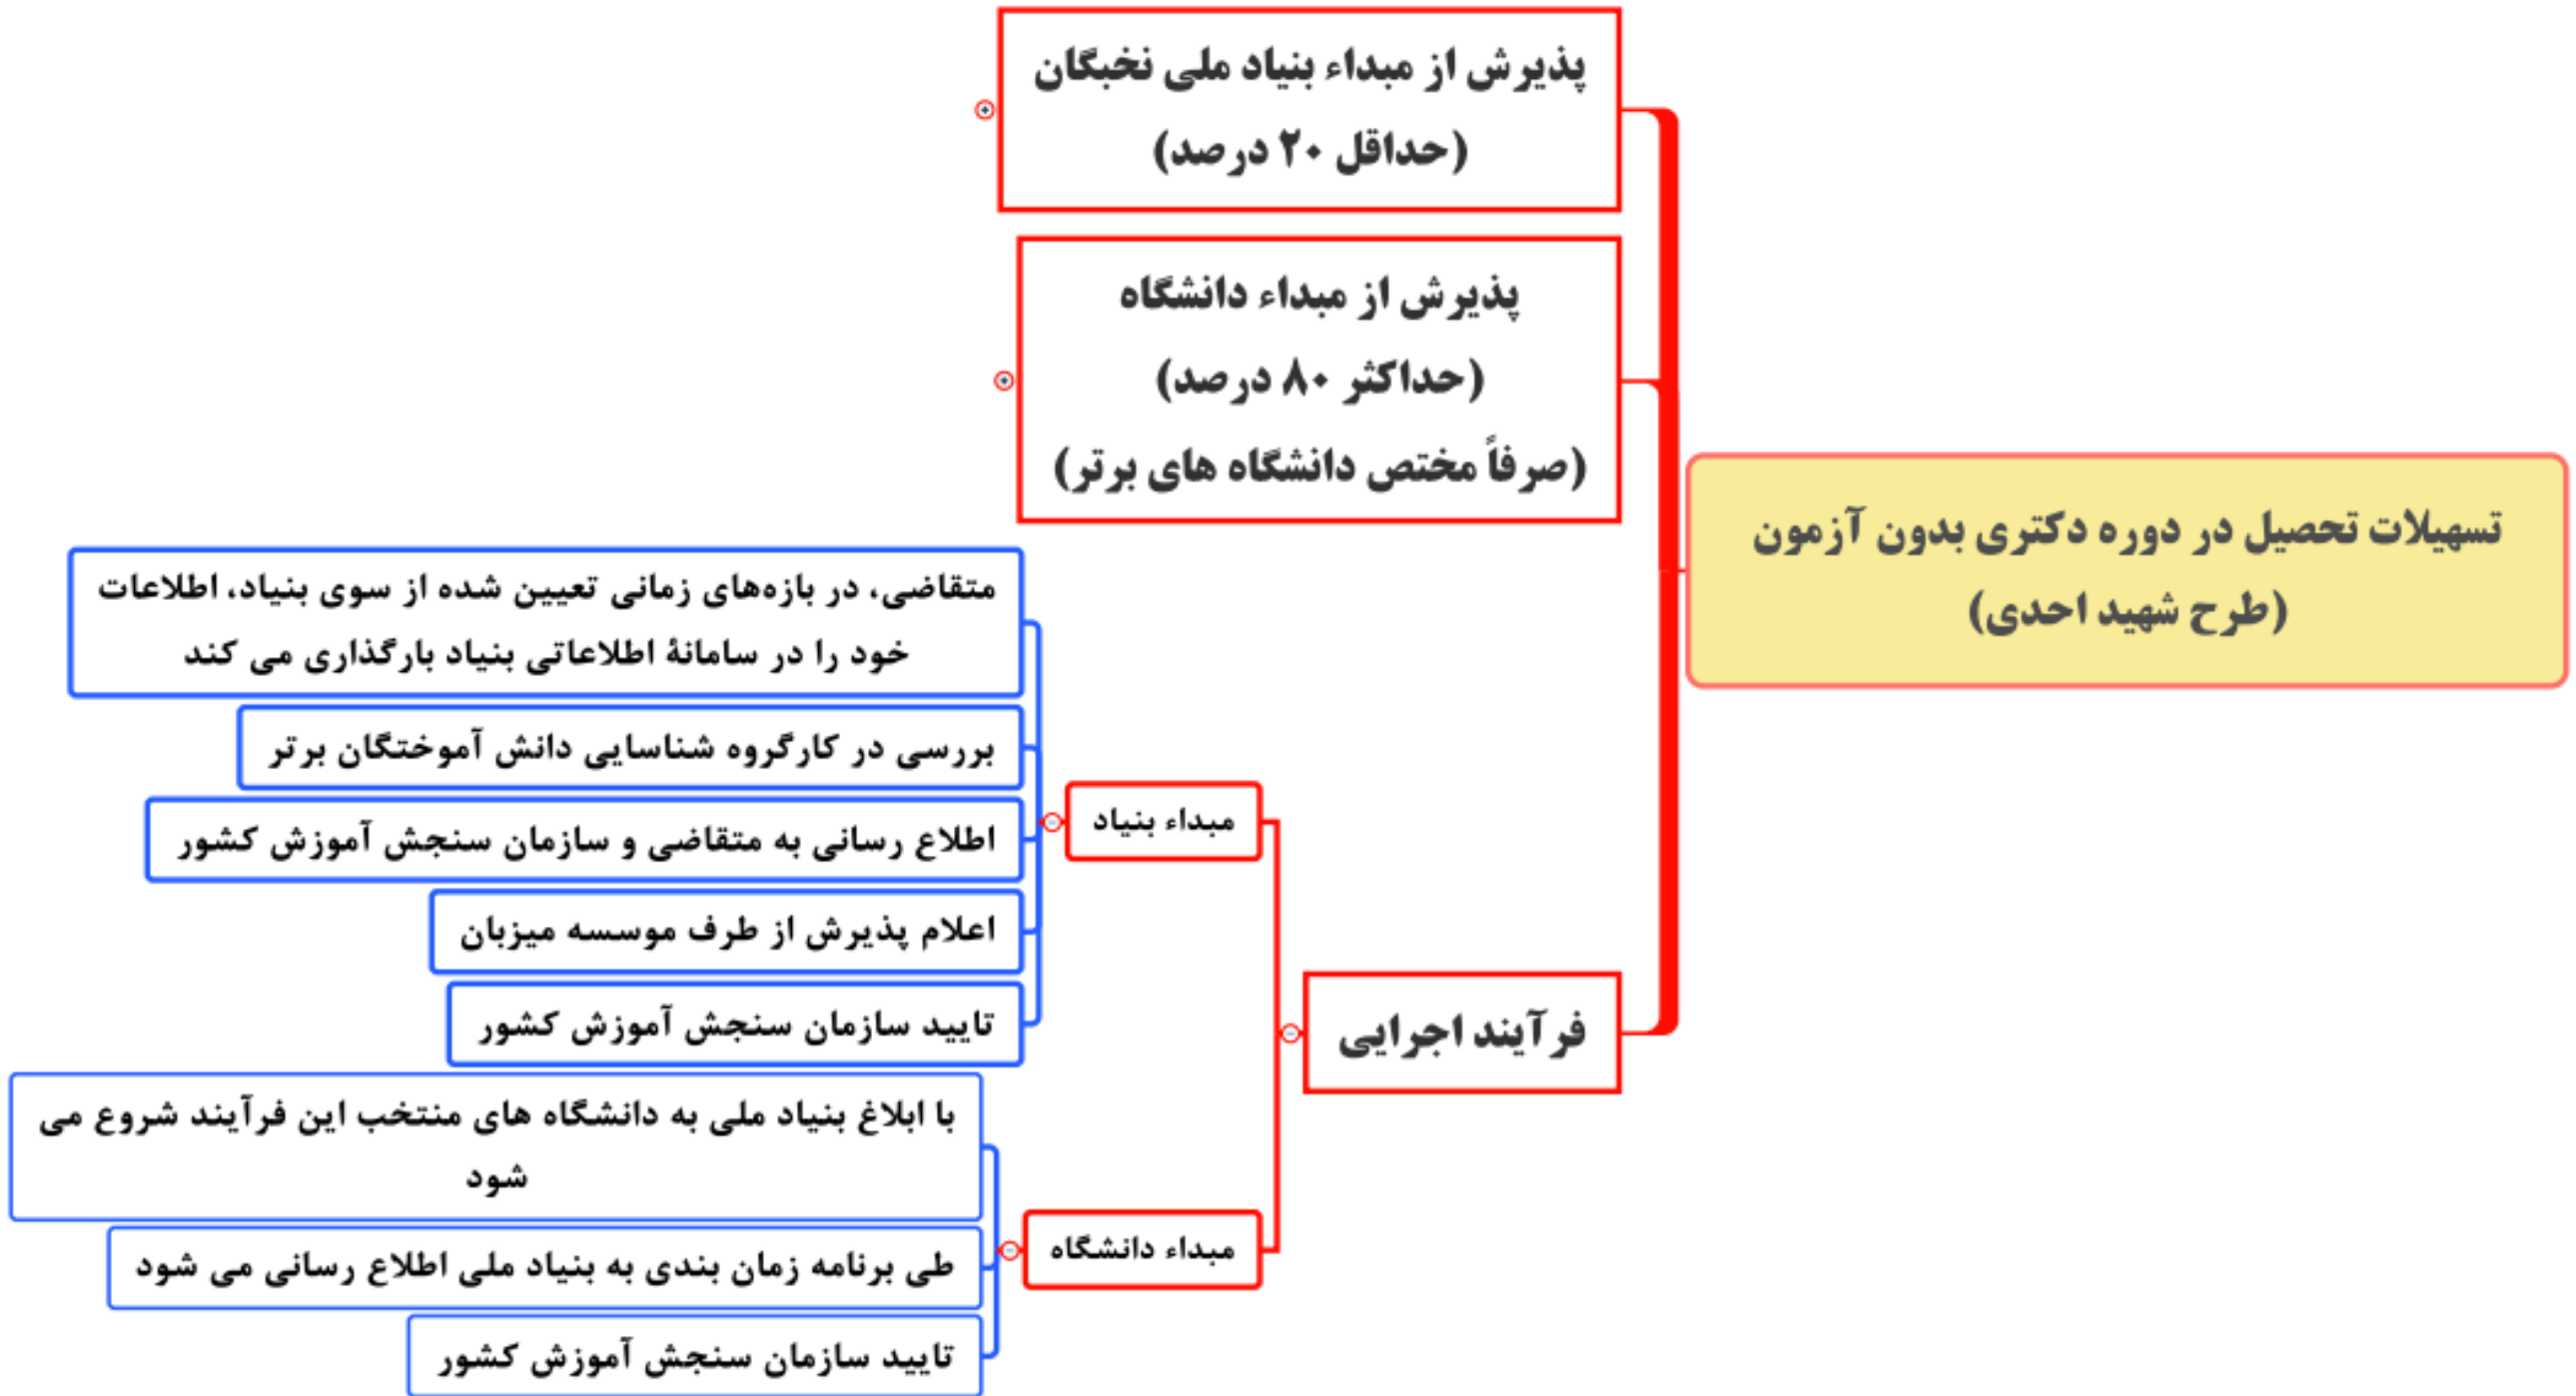 تسهیلات تحصیل در دوره دکتری بدون آزمون
(طرح شهید احدی)
پذیرش از مبداء بنیاد ملی نخبگان
(حداقل ۲۰ درصد)
پذیرش از مبداء دانشگاه
(حداکثر ۸۰ درصد)
(صرفاً مختص دانشگاه های برتر)
فرآیند اجرایی
مبداء بنیاد
متقاضی، در بازه‌های زمانی تعیین شده از سوی بنیاد، اطلاعات
خود را در سامانۀ اطلاعاتی بنیاد بارگذاری می کند
بررسی در کارگروه شناسایی دانش آموختگان برتر
اطلاع رسانی به متقاضی و سازمان سنجش آموزش کشور
اعلام پذیرش از طرف موسسه میزبان
تایید سازمان سنجش آموزش کشور
مبداء دانشگاه
با ابلاغ بنیاد ملی به دانشگاه های منتخب این فرآیند شروع می
شود
طی برنامه زمان بندی به بنیاد ملی اطلاع رسانی می شود
تایید سازمان سنجش آموزش کشور